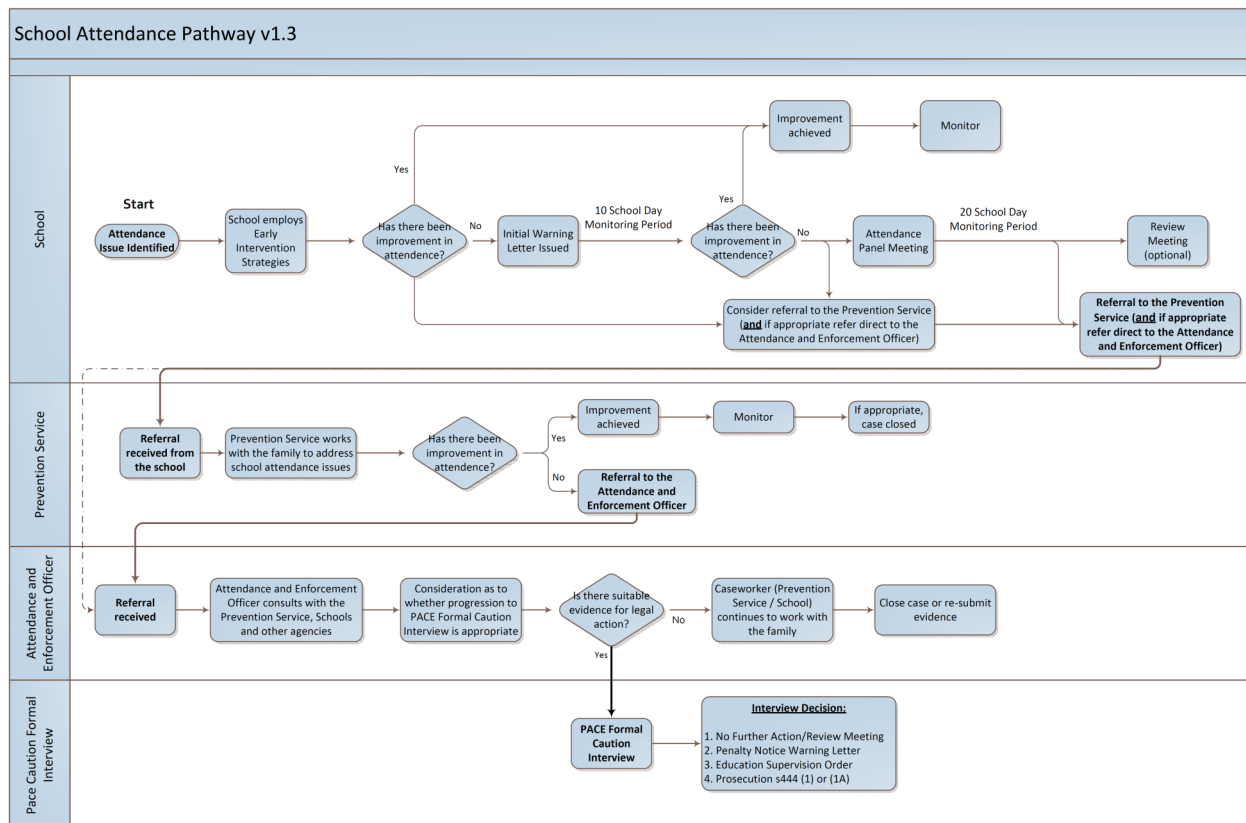 School Attendance Pathway v1.3
School
Start
Attendance
Issue Identified
School employs
Early
Intervention
Strategies
Has there been
improvement in
attendence?
Yes
No
Initial Warning
Letter Issued
10 School Day
Monitoring Period
Has there been
improvement in
attendence?
Yes
No
Improvement
achieved
Monitor
Attendance
Panel Meeting
20 School Day
Monitoring Period
Review
Meeting
(optional)
Consider referral to the Prevention Service
(and if appropriate refer direct to the
Attendance and Enforcement Officer)
Referral to the Prevention
Service (and if appropriate
refer direct to the Attendance
and Enforcement Officer)
Prevention Service
Referral
received from
the school
Prevention Service works
with the family to address
school attendance issues
Has there been
improvement in
attendence?
Yes
No
Improvement
achieved
Monitor
If appropriate,
case closed
Referral to the
Attendance and
Enforcement Officer
Attendance and
Enforcement Officer
Referral
received
Attendance and Enforcement
Officer consults with the
Prevention Service, Schools
and other agencies
Consideration as to
whether progression to
PACE Formal Caution
Interview is appropriate
Is there suitable
evidence for legal
action?
No
Yes
Caseworker (Prevention
Service / School)
continues to work with
the family
Close case or re-submit
evidence
Pace Caution Formal
Interview
PACE Formal
Caution
Interview
Interview Decision:
1. No Further Action/Review Meeting
2. Penalty Notice Warning Letter
3. Education Supervision Order
4. Prosecution s444 (1) or (1A)